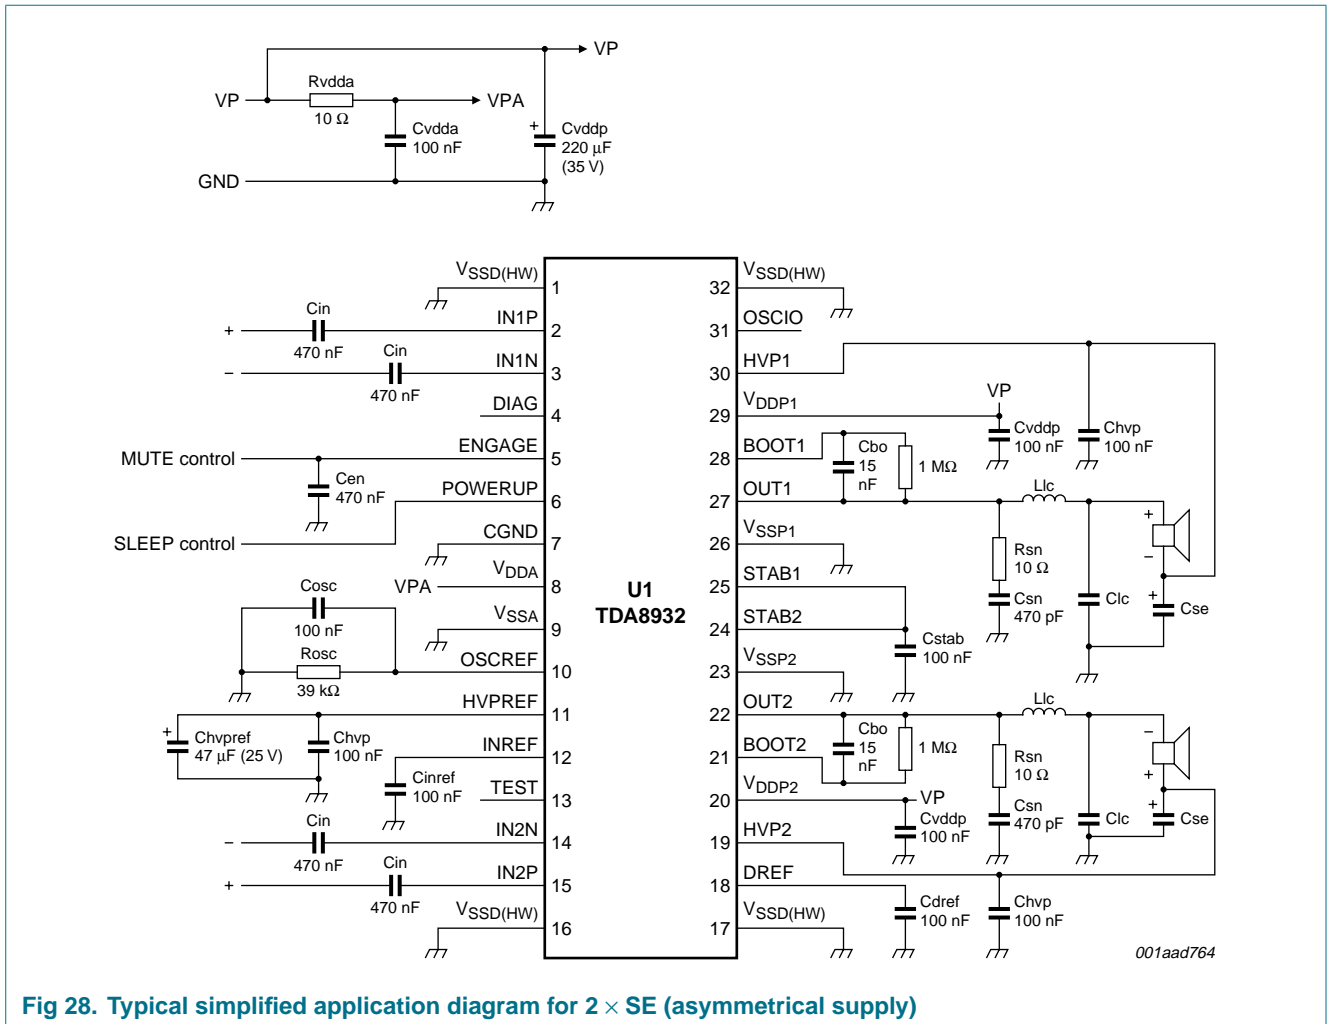 VP
Rvdda
VP
VPA
10 Ω
Cvdda
100 nF
+
Cvddp
220 μF
(35 V)
GND
VSSD(HW)
1
Cin
+
IN1P
2
470 nF
Cin
−
IN1N
3
470 nF
DIAG
4
MUTE control
ENGAGE
5
Cen
470 nF
POWERUP
6
SLEEP control
CGND
7
VDDA
VPA
8
Cosc
100 nF
VSSA
9
Rosc
39 kΩ
OSCREF
10
HVPREF
11
+
Chvpref
47 μF (25 V)
Chvp
100 nF
INREF
12
Cinref
100 nF
TEST
13
Cin
−
IN2N
14
470 nF
Cin
+
IN2P
15
470 nF
VSSD(HW)
16
U1
TDA8932
32
VSSD(HW)
31
OSCIO
30
HVP1
29
VDDP1
VP
Cvddp
100 nF
Chvp
100 nF
28
BOOT1
Cbo
15
nF
1 MΩ
27
OUT1
Llc
+
−
26
VSSP1
Rsn
10 Ω
25
STAB1
Csn
470 pF
Clc
+
Cse
24
STAB2
Cstab
100 nF
23
VSSP2
22
OUT2
Llc
−
+
21
BOOT2
Cbo
15
nF
1 MΩ
Rsn
10 Ω
20
VDDP2
VP
Cvddp
100 nF
Csn
470 pF
Clc
+
Cse
19
HVP2
18
DREF
Cdref
100 nF
Chvp
100 nF
17
VSSD(HW)
001aad764
Fig 28. Typical simplified application diagram for 2 × SE (asymmetrical supply)